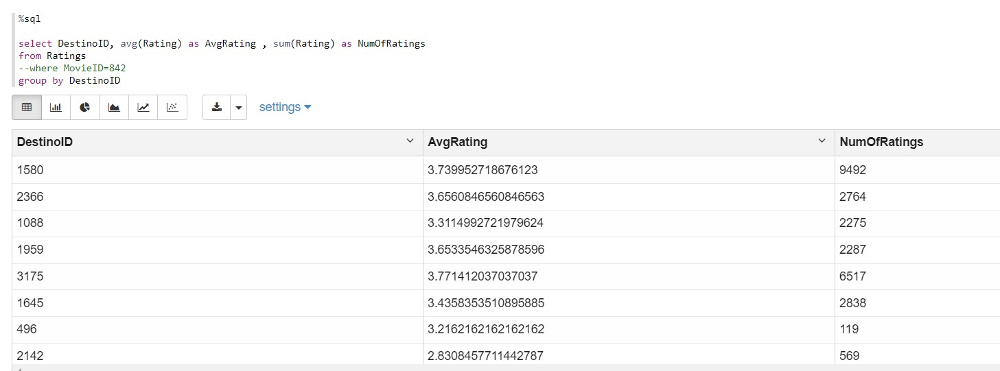 %sql
select DestinoID, avg(Rating) as AvgRating , sum(Rating) as NumOfRatings
from Ratings
--where MovieID=842
group by DestinoID
settings
DestinoID AvgRating NumOfRatings
1580 3.739952718676123 9492
2366 3.6560846560846563 2764
1088 3.3114992721979624 2275
1959 3.6533546325878596 2287
3175 3.771412037037037 6517
1645 3.4358353510895885 2838
496 3.2162162162162162 119
2142 2.8308457711442787 569